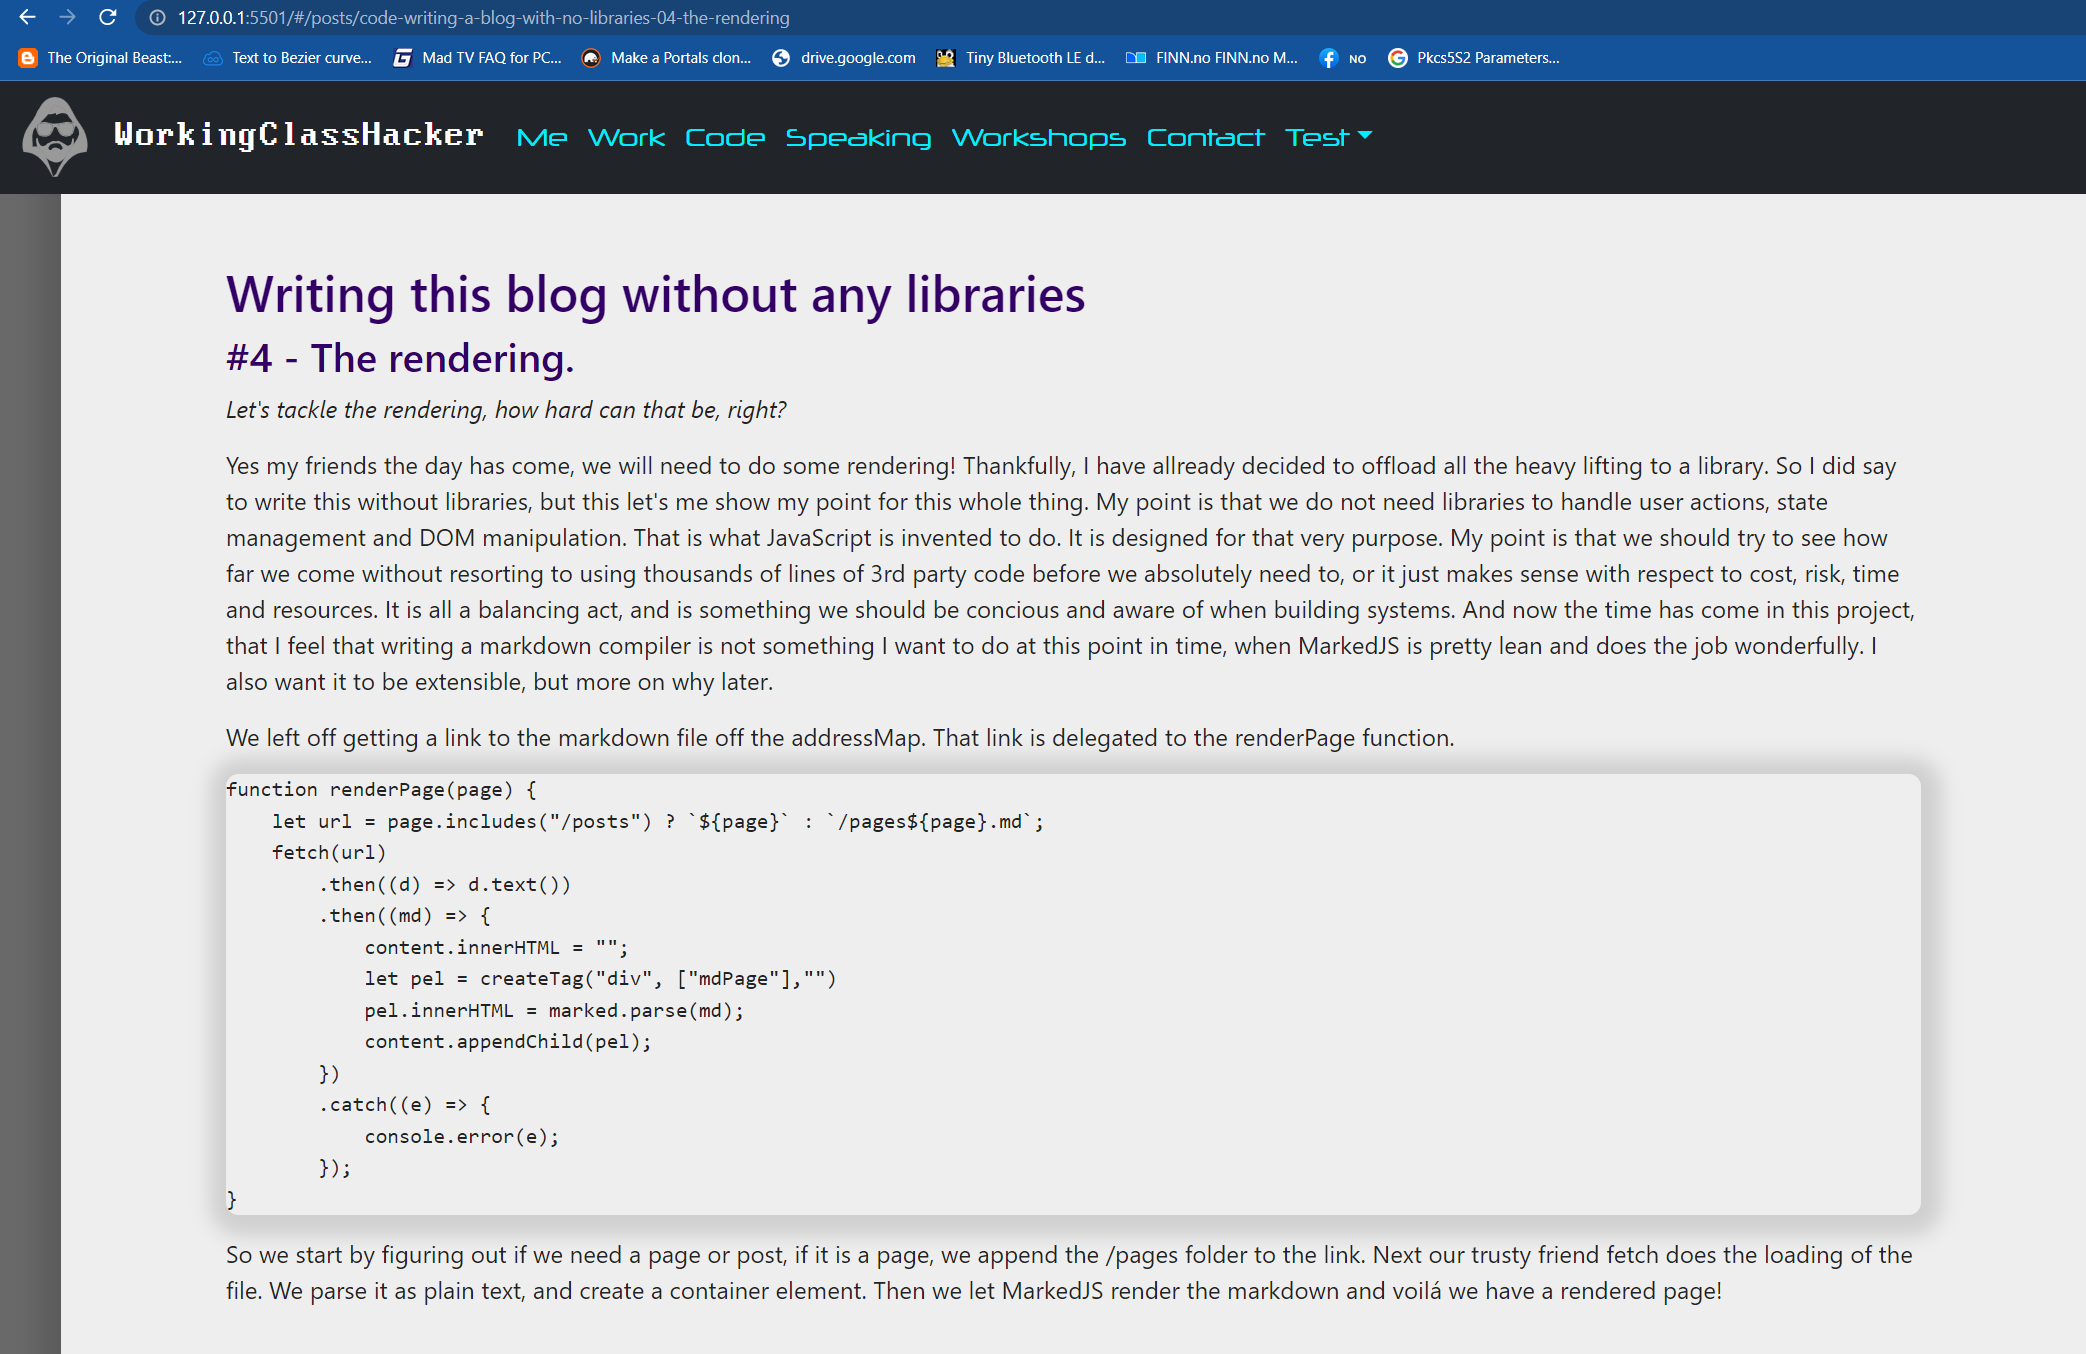 127.0.0.1:5501/#/posts/code-writing-a-blog-with-no-libraries-04-the-rendering
The Original Beast:... Text to Bezier curve... Mad TV FAQ for PC... Make a Portals clon... drive.google.com Tiny Bluetooth LE d... FINN.no FINN.no M... NO Pkcs5S2 Parameters...
WorkingClassHacker Me Work Code Speaking Workshops Contact Test
Writing this blog without any libraries
#4 - The rendering.
Let's tackle the rendering, how hard can that be, right?
Yes my friends the day has come, we will need to do some rendering! Thankfully, I have allready decided to offload all the heavy lifting to a library. So I did say
to write this without libraries, but this let's me show my point for this whole thing. My point is that we do not need libraries to handle user actions, state
management and DOM manipulation. That is what JavaScript is invented to do. It is designed for that very purpose. My point is that we should try to see how
far we come without resorting to using thousands of lines of 3rd party code before we absolutely need to, or it just makes sense with respect to cost, risk, time
and resources. It is all a balancing act, and is something we should be concious and aware of when building systems. And now the time has come in this project,
that I feel that writing a markdown compiler is not something I want to do at this point in time, when MarkedJS is pretty lean and does the job wonderfully. I
also want it to be extensible, but more on why later.
We left off getting a link to the markdown file off the addressMap. That link is delegated to the renderPage function.
function renderPage(page) {
    let url = page.includes("/posts") ? `${page}` : `/pages${page}.md`;
    fetch(url)
        .then((d) => d.text())
        .then((md) => {
            content.innerHTML = "";
            let pel = createTag("div", ["mdPage"],"")
            pel.innerHTML = marked.parse(md);
            content.appendChild(pel);
        })
        .catch((e) => {
            console.error(e);
        });
}
So we start by figuring out if we need a page or post, if it is a page, we append the /pages folder to the link. Next our trusty friend fetch does the loading of the
file. We parse it as plain text, and create a container element. Then we let MarkedJS render the markdown and voilá we have a rendered page!